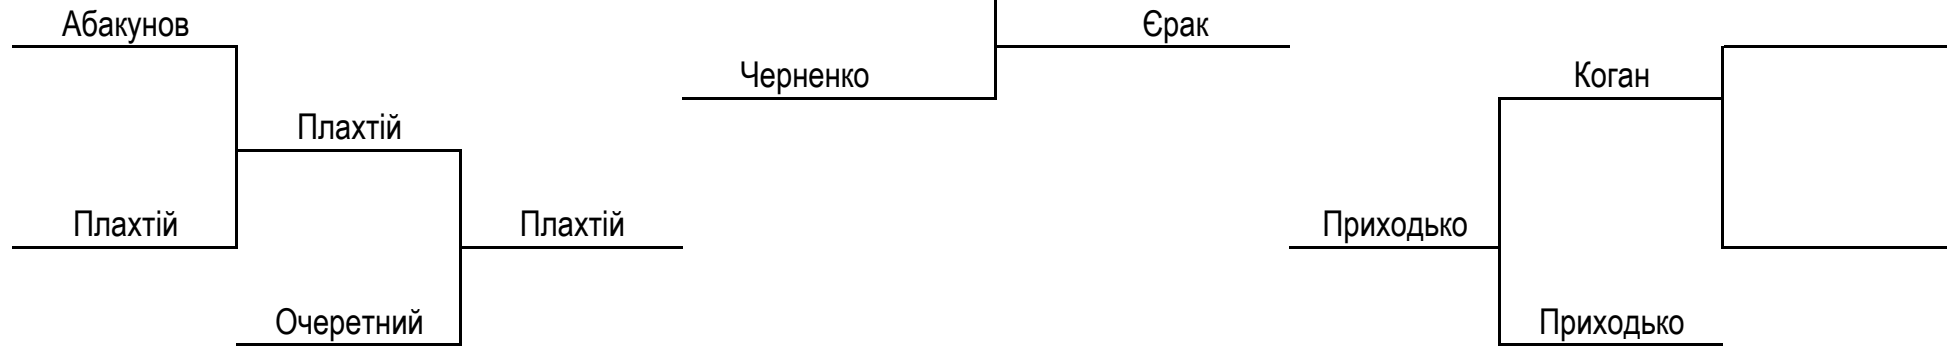 Абакунов
Єрак
Черненко
Коган
Плахтій
Плахтій
Плахтій
Приходько
Очеретний
Приходько